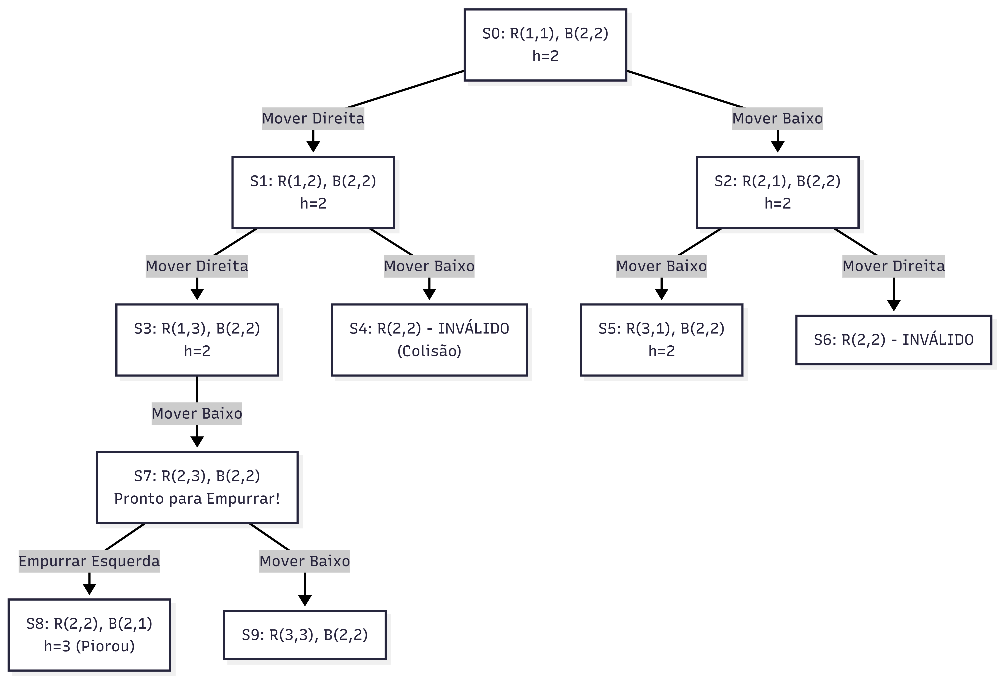 S0: R(1,1), B(2,2)
h=2
Mover Direita
Mover Baixo
S1: R(1,2), B(2,2)
h=2
S2: R(2,1), B(2,2)
h=2
Mover Direita
Mover Baixo
Mover Baixo
Mover Direita
S3: R(1,3), B(2,2)
h=2
S4: R(2,2) - INVÁLIDO
(Colisão)
S5: R(3,1), B(2,2)
h=2
S6: R(2,2) - INVÁLIDO
Mover Baixo
S7: R(2,3), B(2,2)
Pronto para Empurrar!
Empurrar Esquerda
Mover Baixo
S8: R(2,2), B(2,1)
h=3 (Piorou)
S9: R(3,3), B(2,2)